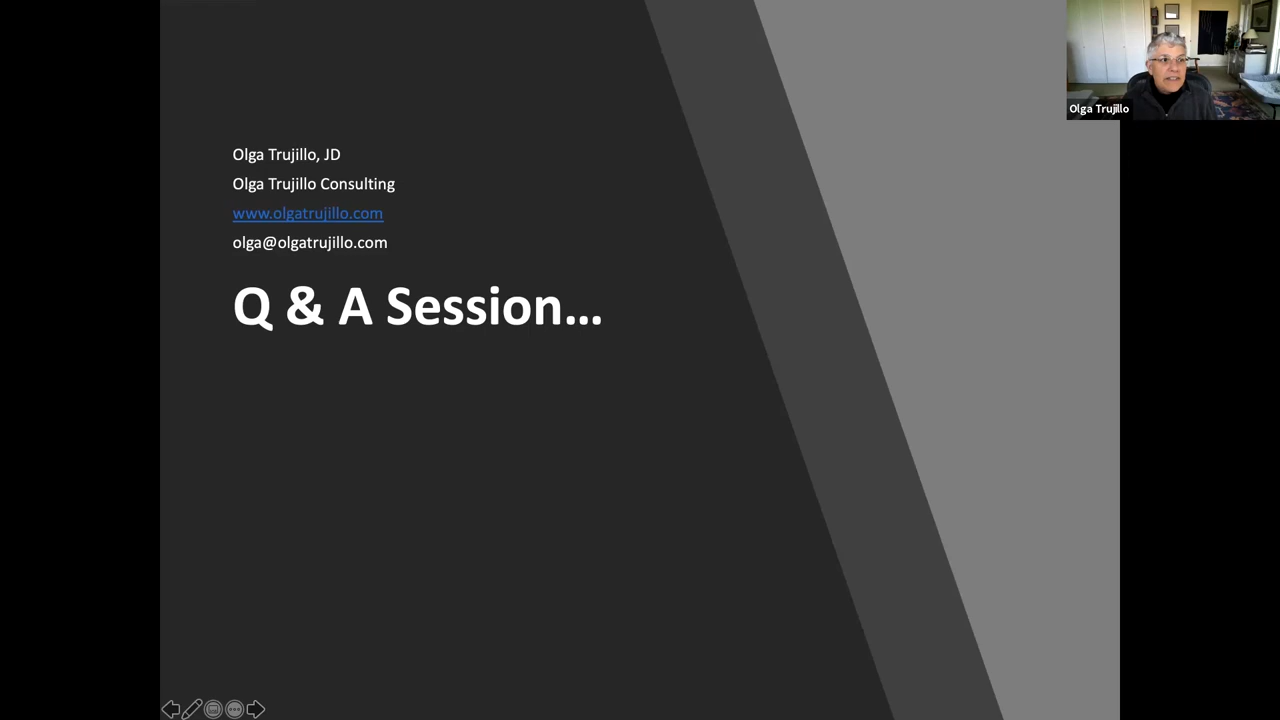 Olga Trujillo, JD
Olga Trujillo Consulting
www.olgatrujillo.com
olga@olgatrujillo.com
Q & A Session...
Olga Trujillo